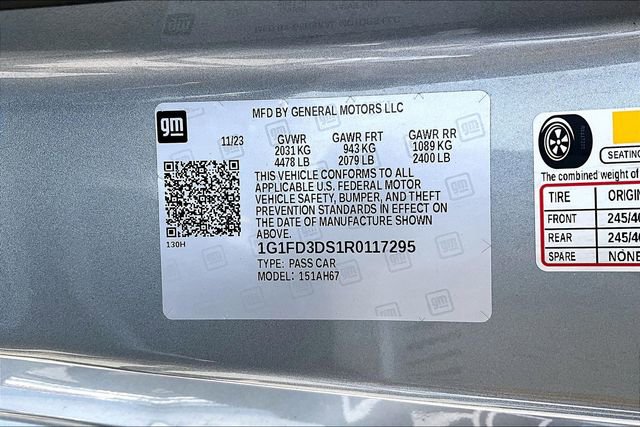 gm
MFD BY GENERAL MOTORS LLC
11/23 GVWR GAWR FRT GAWR RR
2031 KG 943 KG 1089 KG
4478 LB 2079 LB 2400 LB
THIS VEHICLE CONFORMS TO ALL
APPLICABLE U.S. FEDERAL MOTOR
VEHICLE SAFETY, BUMPER, AND THEFT
PREVENTION STANDARDS IN EFFECT ON
THE DATE OF MANUFACTURE SHOWN
ABOVE.
130H
1G1FD3DS1R0117295
TYPE: PASS CAR
MODEL: 151AH67
SEATING
The combined weight of
TIRE ORIGIN
FRONT 245/40
REAR 245/40
SPARE NONE